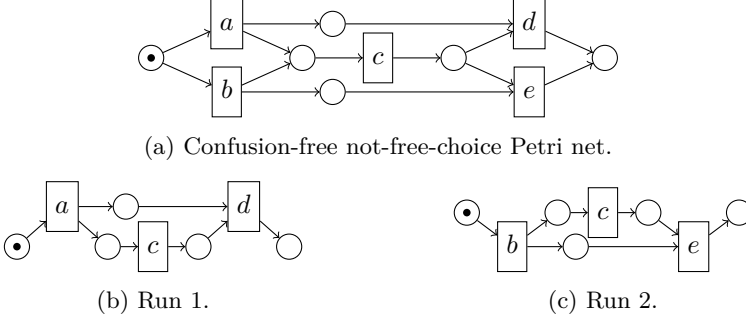 a d
c
b e
(a) Confusion-free not-free-choice Petri net.
a d
c
(b) Run 1.
c
b e
(c) Run 2.